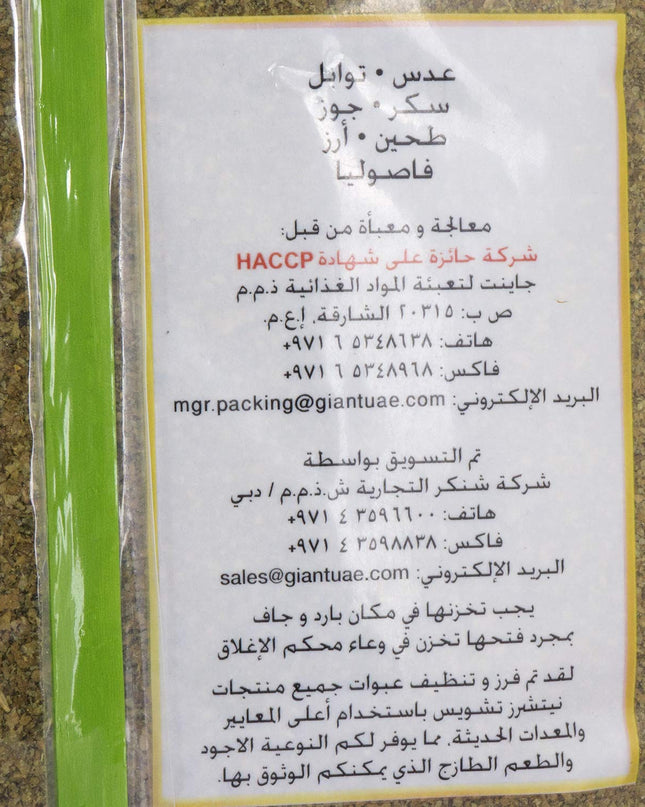 عدس • توابل
سكر • جوز
طحين • أرز
فاصوليا
معالجة و معبأة من قبل:
شركة حائزة على شهادة HACCP
جاينت لتعبئة المواد الغذائية ذ.م.م
ص ب: ٢٠٣١٥ الشارقة. إ.ع.م.
هاتف: ٥٣٤٨٦٣٨ ٦ ٩٧١+
فاكس: ٥٣٤٨٩٦٨ ٦ ٩٧١+
البريد الإلكتروني: mgr.packing@giantuae.com
تم التسويق بواسطة
شركة شنكر التجارية ش.ذ.م.م / دبي
هاتف: ٣٥٩٦٦٠٠ ٤ ٩٧١+
فاكس: ٣٥٩٨٨٣٨ ٤ ٩٧١+
البريد الإلكتروني: sales@giantuae.com
يجب تخزنها في مكان بارد و جاف
بمجرد فتحها تخزن في وعاء محكم الإغلاق
لقد تم فرز و تنظيف عبوات جميع منتجات
نيتشرز تشويس باستخدام أعلى المعايير
والمعدات الحديثة. مما يوفر لكم النوعية الاجود
والطعم الطازج الذي يمكنكم الوثوق بها.